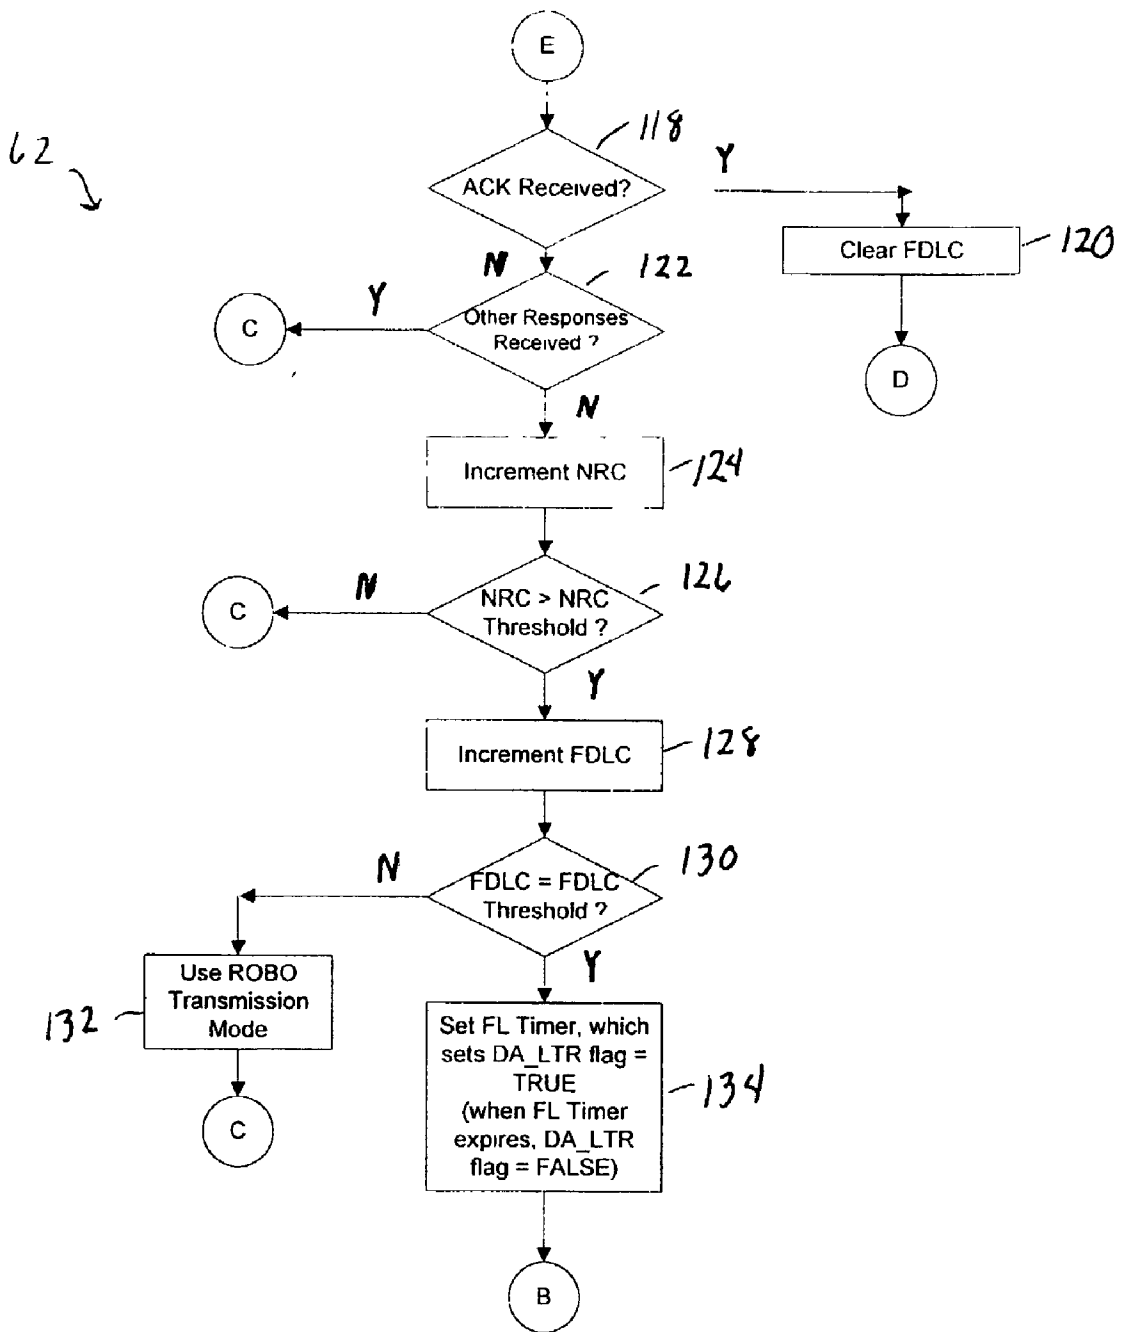 E
118
62
Y
ACK Received?
120
Clear FDLC
N
122
Y
C
Other Responses
Received ?
D
N
Increment NRC
124
N
126
C
NRC > NRC
Threshold ?
Y
Increment FDLC
128
130
N
FDLC = FDLC
Threshold ?
Y
Use ROBO
Transmission
Mode
132
Set FL Timer, which
sets DA_LTR flag =
TRUE
(when FL Timer
expires, DA_LTR
flag = FALSE)
134
C
B